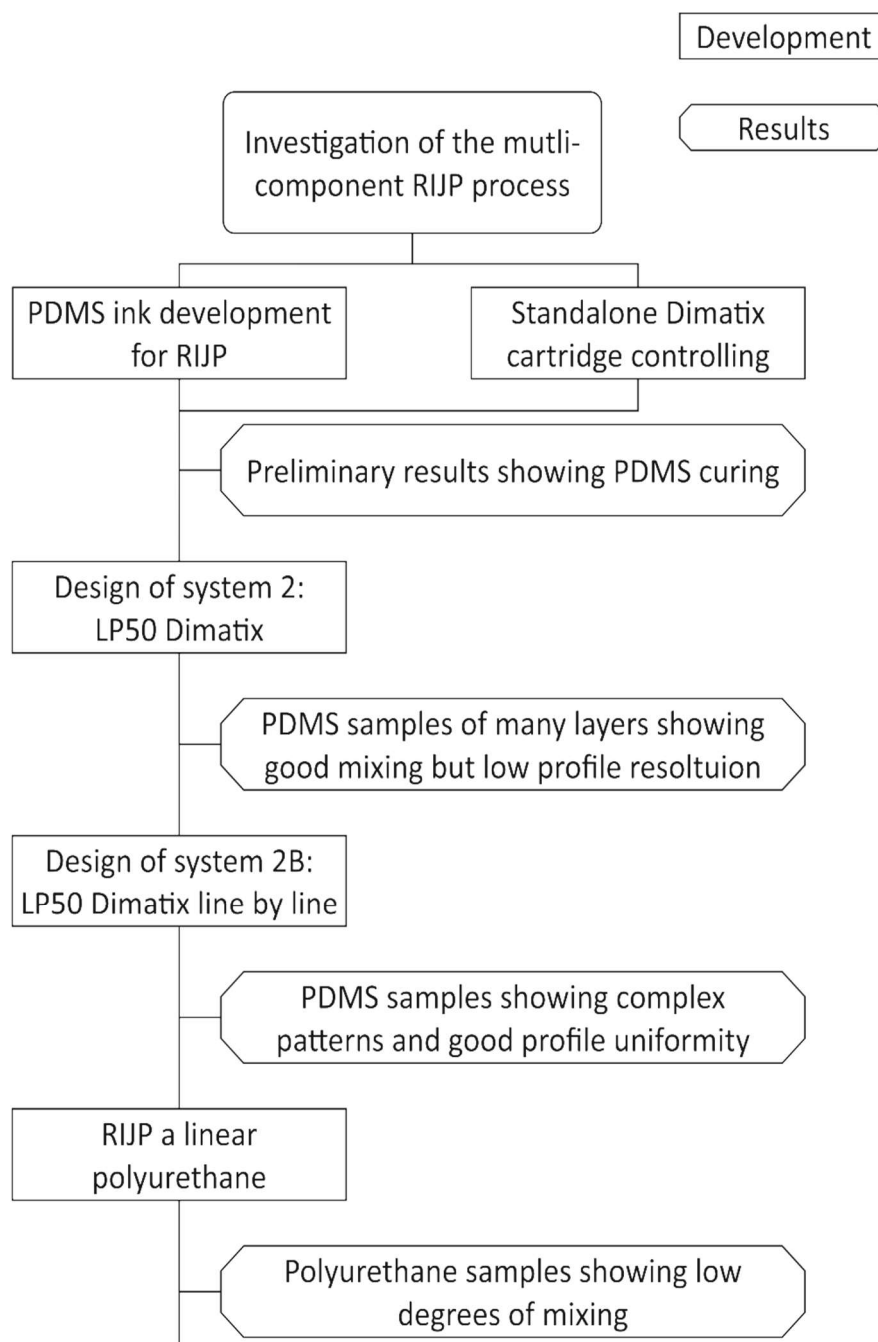 Development
Results
Investigation of the mutli-
component RIJP process
PDMS ink development
for RIJP
Standalone Dimatix
cartridge controlling
Preliminary results showing PDMS curing
Design of system 2:
LP50 Dimatix
PDMS samples of many layers showing
good mixing but low profile resoltuion
Design of system 2B:
LP50 Dimatix line by line
PDMS samples showing complex
patterns and good profile uniformity
RIJP a linear
polyurethane
Polyurethane samples showing low
degrees of mixing